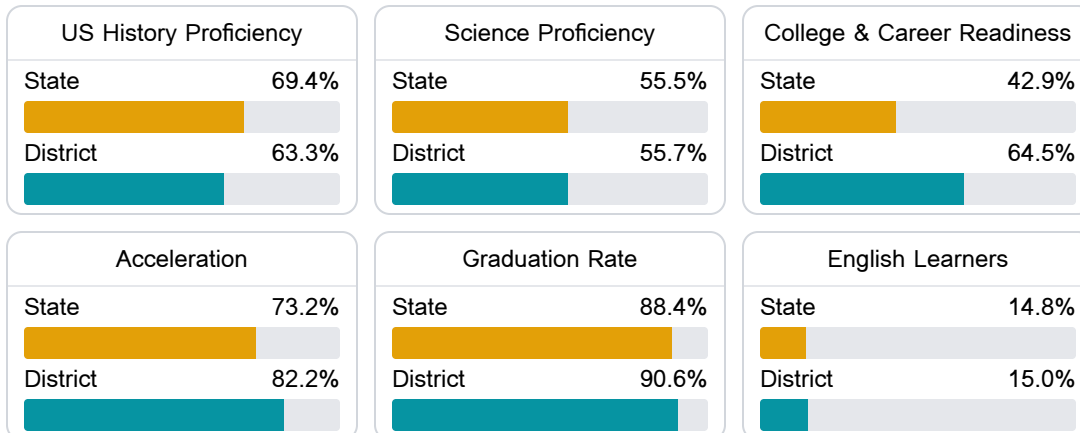 US History Proficiency
State 69.4%
District 63.3%
Science Proficiency
State 55.5%
District 55.7%
College & Career Readiness
State 42.9%
District 64.5%
Acceleration
State 73.2%
District 82.2%
Graduation Rate
State 88.4%
District 90.6%
English Learners
State 14.8%
District 15.0%